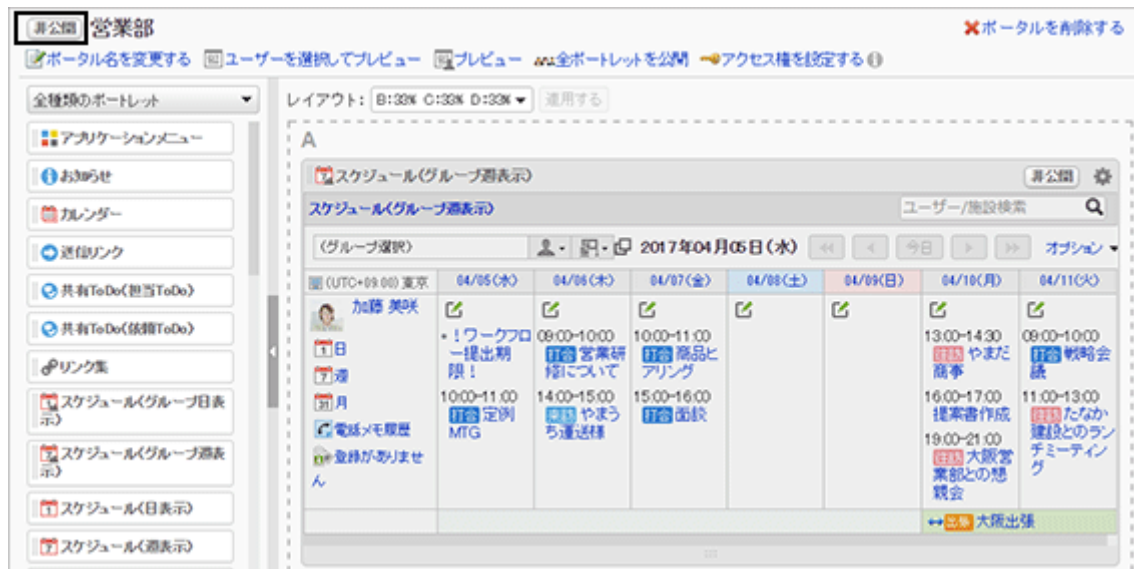 非公開 営業部 ポータルを削除する
ポータル名を変更する ユーザーを選択してプレビュー プレビュー 全ポートレットを公開 アクセス権を設定する
全種類のポートレット
レイアウト: B:33% C:33% D:33% 適用する
アプリケーションメニュー
お知らせ
カレンダー
送信リンク
共有ToDo(担当ToDo)
共有ToDo(依頼ToDo)
リンク集
スケジュール(グループ日表
示)
スケジュール(グループ週表
示)
スケジュール(日表示)
スケジュール(週表示)
A
スケジュール(グループ週表示) 非公開
スケジュール(グループ週表示) ユーザー/施設検索
(グループ選択) 2017年04月05日(水) 今日 オプション
(UTC+09:00) 東京 04/05(水) 04/06(木) 04/07(金) 04/08(土) 04/09(日) 04/10(月) 04/11(火)
加藤 美咲
日
週
月
電話メモ履歴
登録がありませ
ん
・!ワークフロ
ー提出期
限!
10:00-11:00
打合 定例
MTG
09:00-10:00
打合 営業研
修について
14:00-15:00
来訪 やまう
ち運送様
10:00-11:00
打合 商品ヒ
アリング
15:00-16:00
打合 面談
13:00-14:30
往訪 やまだ
商事
16:00-17:00
提案書作成
19:00-21:00
往訪 大阪営
業部との懇
親会
09:00-10:00
打合 戦略会
議
11:00-13:00
往訪 たなか
建設とのラン
チミーティン
グ
出張 大阪出張